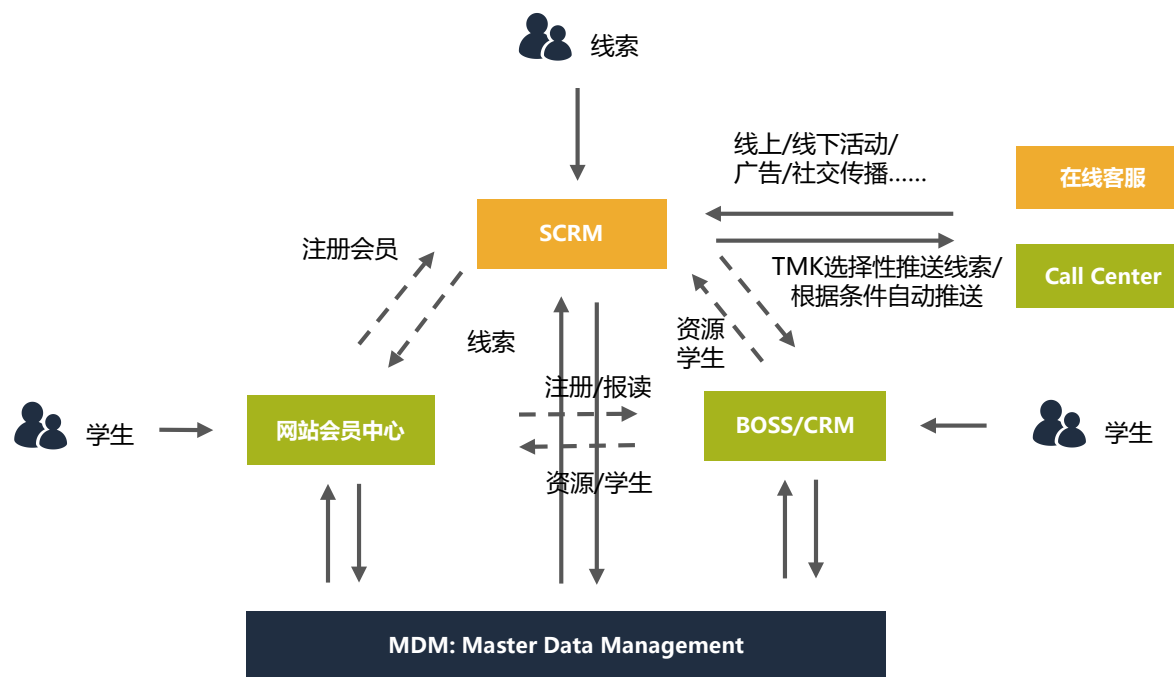 线索
线上/线下活动/
广告/社交传播......
在线客服
SCRM
注册会员
TMK选择性推送线索/
根据条件自动推送
Call Center
线索
资源
学生
注册/报读
学生
网站会员中心
BOSS/CRM
学生
资源/学生
MDM: Master Data Management